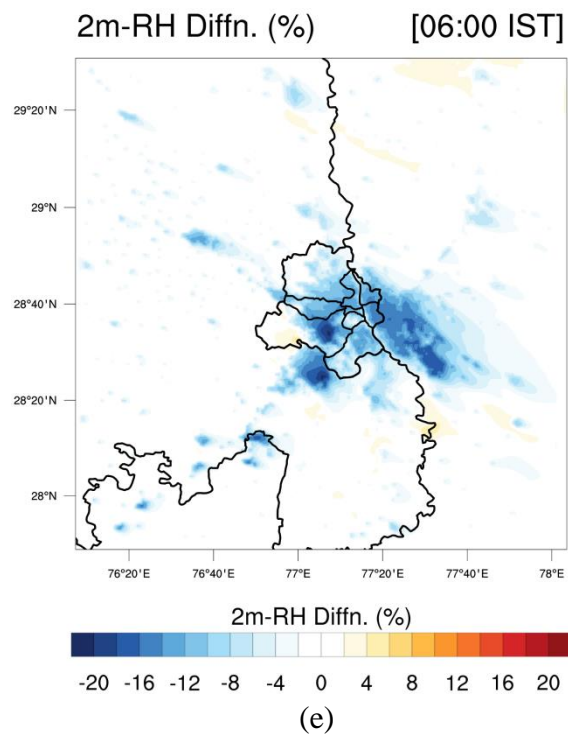 2m-RH Diffn. (%) [06:00 IST]
29°20'N
29°N
28°40'N
28°20'N
28°N
76°20'E 76°40'E 77°E 77°20'E 77°40'E 78°E
2m-RH Diffn. (%)
-20 -16 -12 -8 -4 0 4 8 12 16 20
(e)